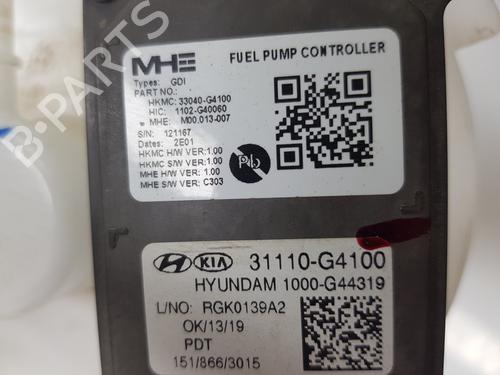 MHE FUEL PUMP CONTROLLER
Types: GDI
PART NO.:
HKMC: 33040-G4100
HIC: 1102-G40060
MHE: M00.013-007
S/N: 121167
Dates: 2E01
HKMC H/W VER: 1.00
HKMC S/W VER: 1.00
MHE H/W VER: 1.00
MHE S/W VER: C303
Pb
KIA 31110-G4100
HYUNDAM 1000-G44319
L/NO: RGK0139A2
OK/13/19
PDT
151/866/3015